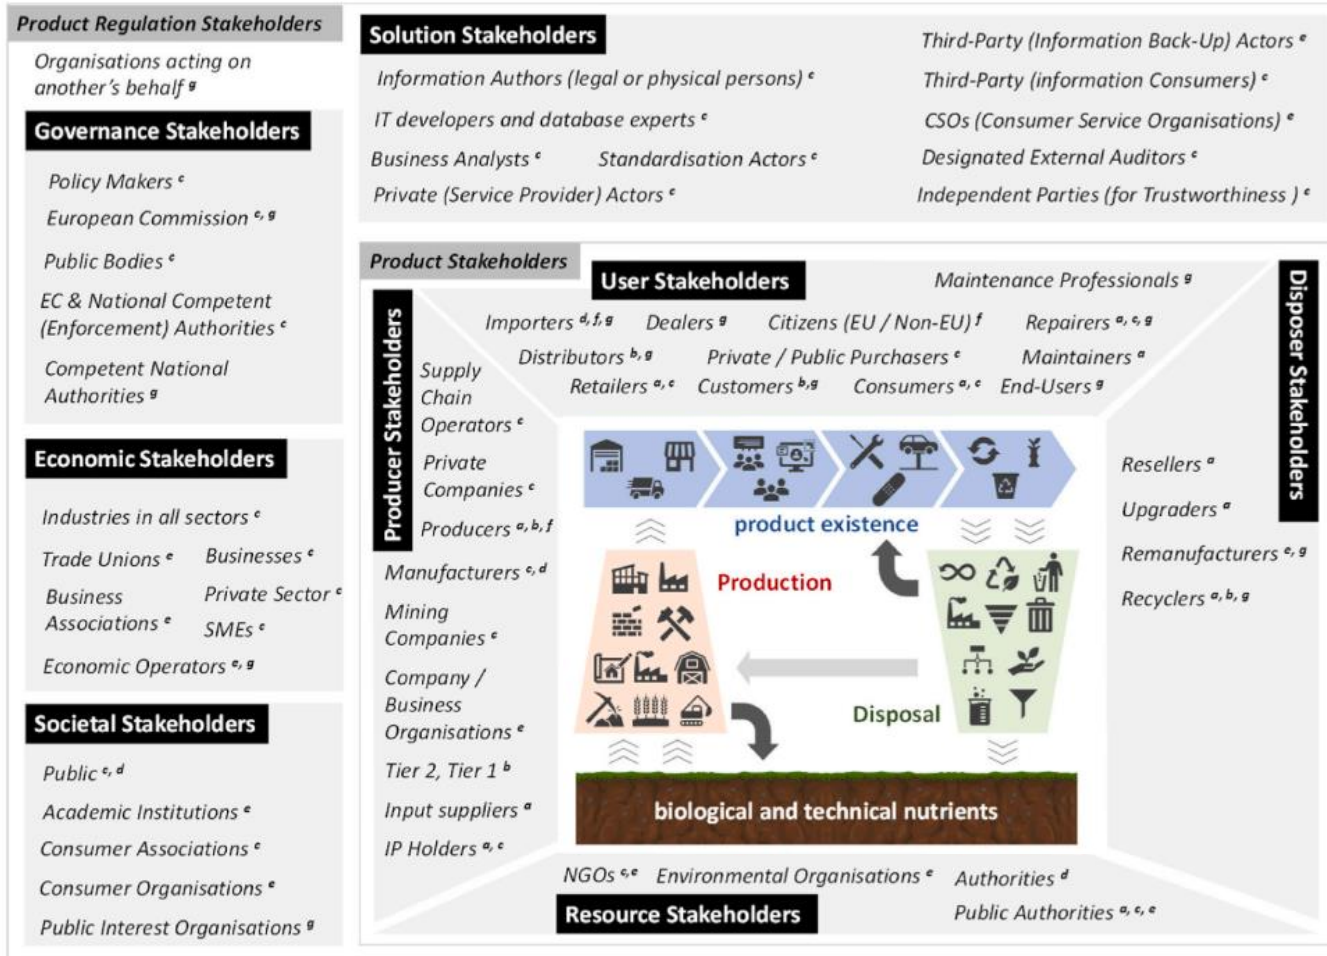 Product Regulation Stakeholders
Organisations acting on
another's behalf g
Governance Stakeholders
Policy Makers c
European Commission c, g
Public Bodies c
EC & National Competent
(Enforcement) Authorities c
Competent National
Authorities g
Economic Stakeholders
Industries in all sectors c
Trade Unions e
Businesses c
Business
Associations e
Private Sector c
SMEs c
Economic Operators e, g
Societal Stakeholders
Public c, d
Academic Institutions e
Consumer Associations c
Consumer Organisations e
Public Interest Organisations g
Solution Stakeholders
Information Authors (legal or physical persons) c
IT developers and database experts c
Business Analysts c
Standardisation Actors c
Private (Service Provider) Actors c
Third-Party (Information Back-Up) Actors e
Third-Party (information Consumers) c
CSOs (Consumer Service Organisations) e
Designated External Auditors c
Independent Parties (for Trustworthiness ) c
Product Stakeholders
User Stakeholders
Maintenance Professionals g
Importers d, f, g
Dealers g
Citizens (EU / Non-EU) f
Repairers a, c, g
Distributors b, g
Private / Public Purchasers c
Maintainers a
Retailers a, c
Customers b,g
Consumers a, c
End-Users g
Producer Stakeholders
Supply
Chain
Operators c
Private
Companies c
Producers a, b, f
Manufacturers c, d
Mining
Companies c
Company /
Business
Organisations e
Tier 2, Tier 1 b
Input suppliers a
IP Holders a, c
product existence
Production
Disposal
biological and technical nutrients
Disposer Stakeholders
Resellers a
Upgraders a
Remanufacturers e, g
Recyclers a, b, g
NGOs c,e
Environmental Organisations e
Authorities d
Public Authorities a, c, e
Resource Stakeholders